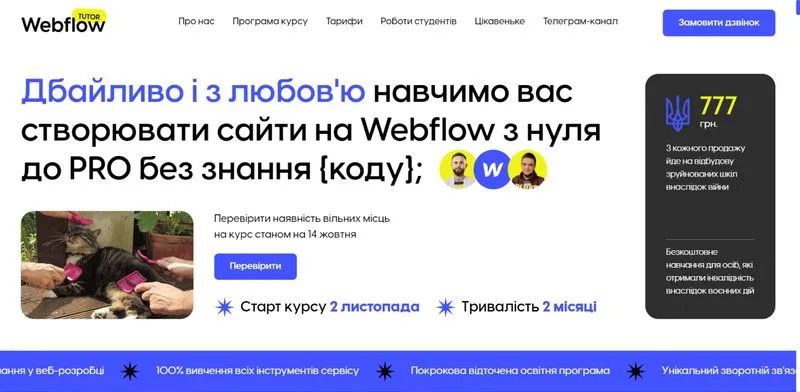 TUTOR
Webflow
Про нас
Програма курсу
Тарифи
Роботи студентів
Цікавеньке
Телеграм-канал
Замовити дзвінок
Дбайливо і з любов'ю навчимо вас
створювати сайти на Webflow з нуля
до PRO без знання {коду};
W
777
грн.
З кожного продажу
йде на відбудову
зруйнованих шкіл
внаслідок війни
Безкоштовне
навчання для осіб, які
отримали інвалідність
внаслідок воєнних дій
Перевірити наявність вільних місць
на курс станом на 14 жовтня
Перевірити
Старт курсу 2 листопада
Тривалість 2 місяці
ання у веб-розробці
100% вивчення всіх інструментів сервісу
Покрокова відточена освітня програма
Унікальний зворотній зв'яз